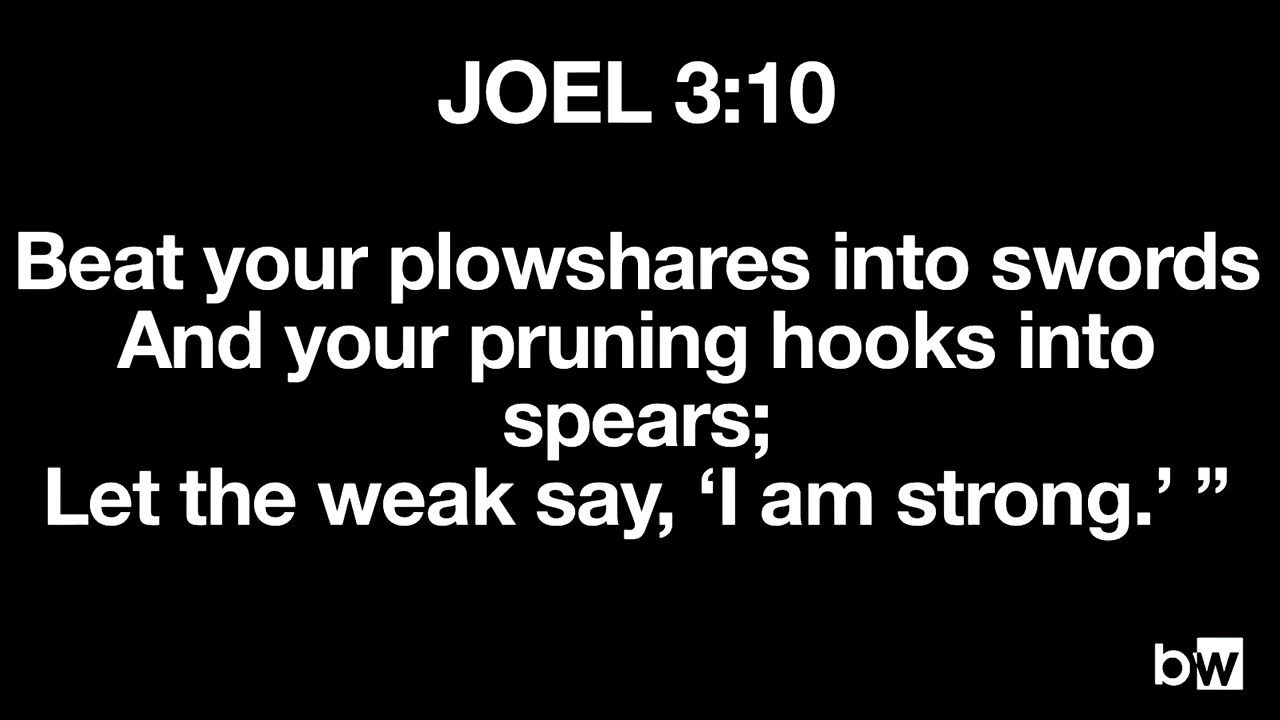 JOEL 3:10
Beat your plowshares into swords
And your pruning hooks into
spears;
Let the weak say, ‘I am strong.’ ”
bw